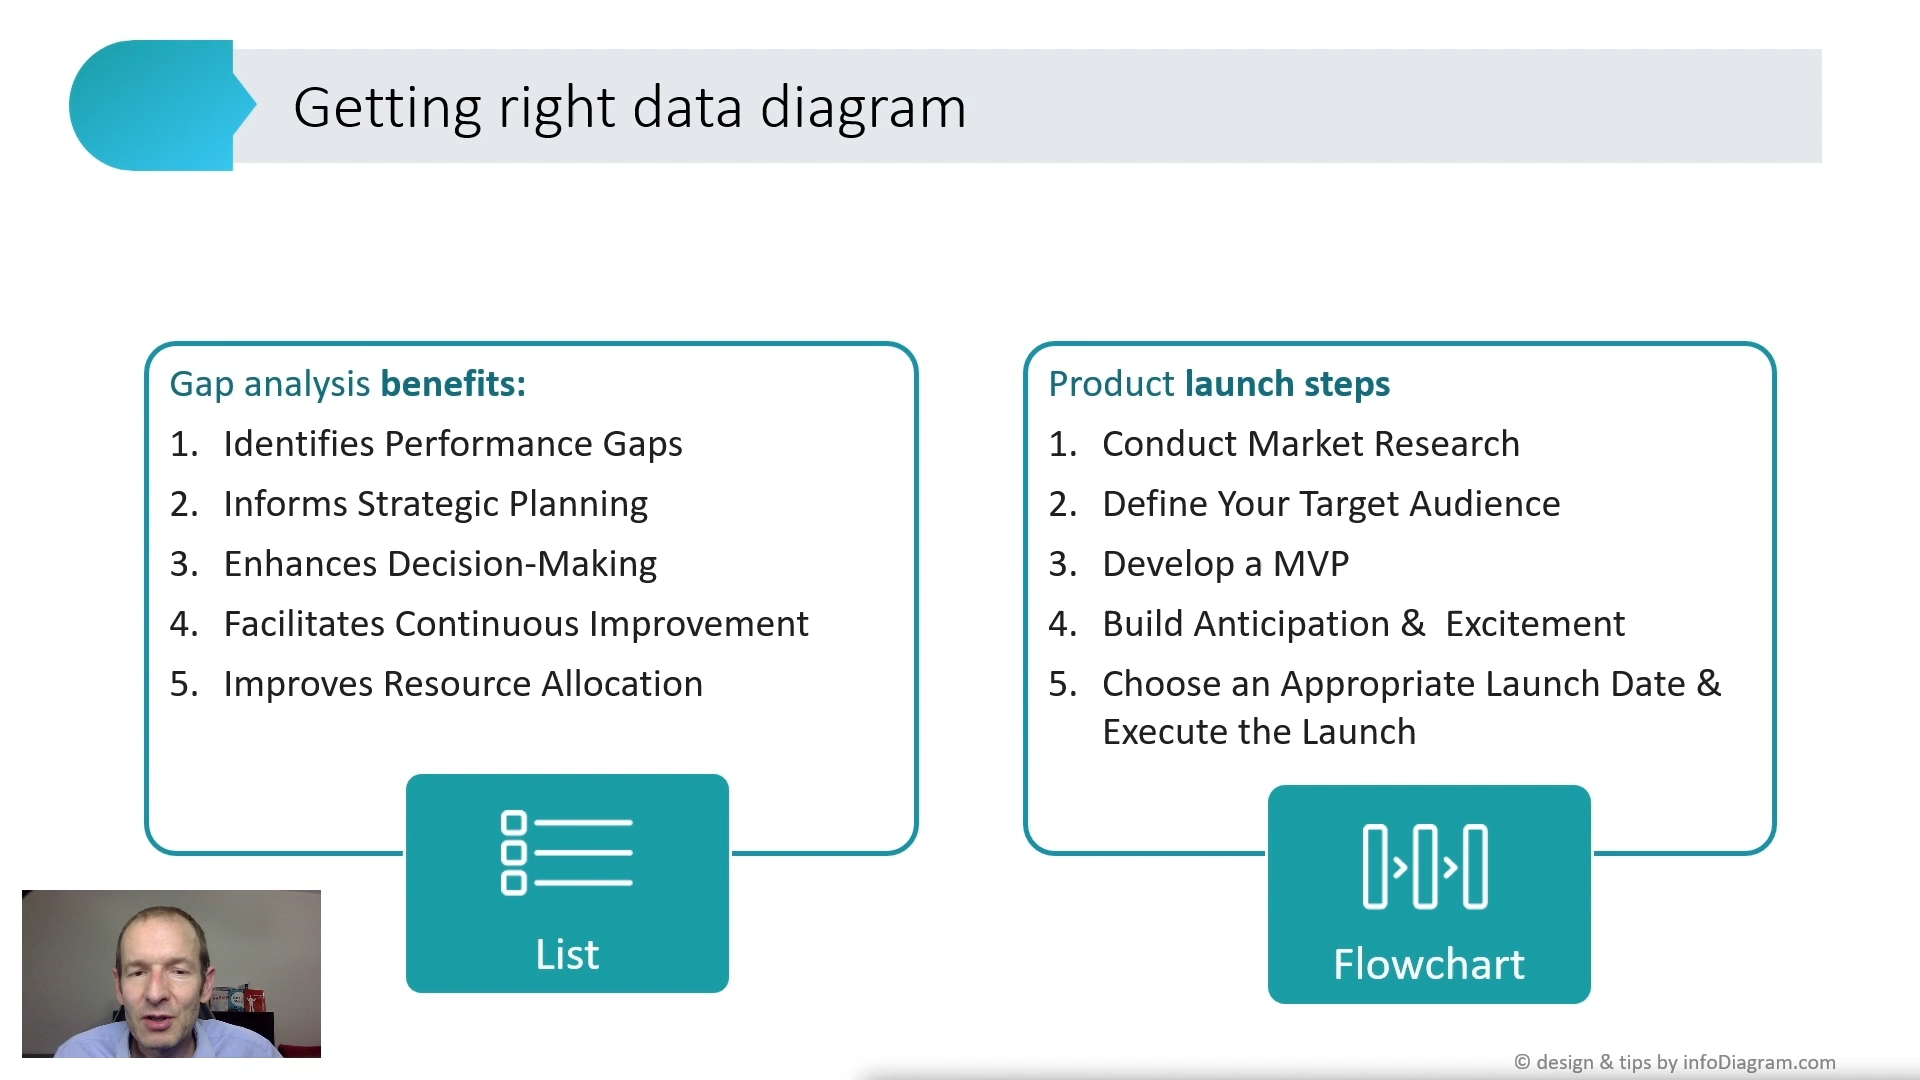 Getting right data diagram
Gap analysis benefits:
1. Identifies Performance Gaps
2. Informs Strategic Planning
3. Enhances Decision-Making
4. Facilitates Continuous Improvement
5. Improves Resource Allocation
List
Product launch steps
1. Conduct Market Research
2. Define Your Target Audience
3. Develop a MVP
4. Build Anticipation &  Excitement
5. Choose an Appropriate Launch Date &
Execute the Launch
Flowchart
© design & tips by infoDiagram.com